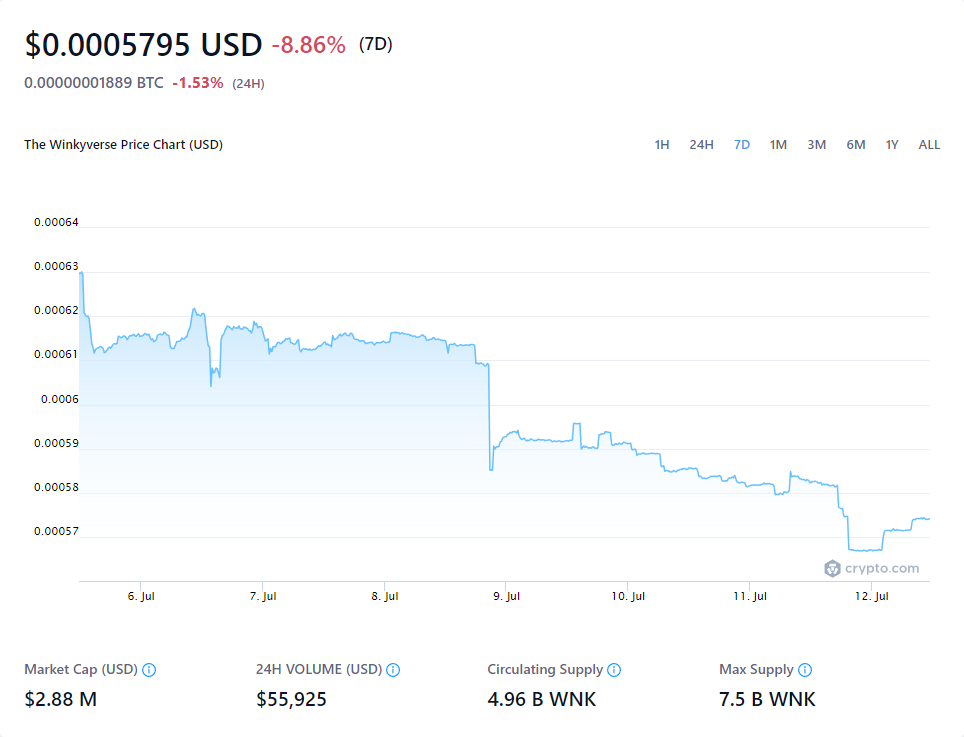 $0.0005795 USD -8.86% (7D)
0.00000001889 BTC -1.53% (24H)
The Winkyverse Price Chart (USD) 1H 24H 7D 1M 3M 6M 1Y ALL
0.00064
0.00063
0.00062
0.00061
0.0006
0.00059
0.00058
0.00057
crypto.com
6. Jul 7. Jul 8. Jul 9. Jul 10. Jul 11. Jul 12. Jul
Market Cap (USD) 24H VOLUME (USD) Circulating Supply Max Supply
$2.88 M $55,925 4.96 B WNK 7.5 B WNK